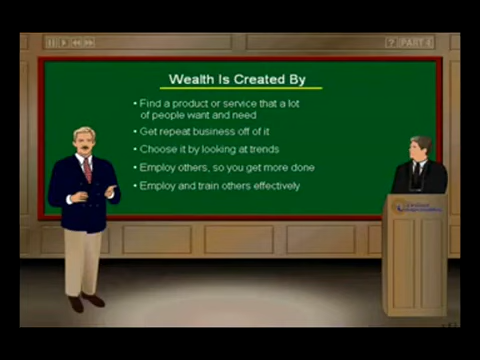 ? PART 1
Wealth Is Created By
• Find a product or service that a lot
of people want and need
• Get repeat business off of it
• Choose it by looking at trends
• Employ others, so you get more done
• Employ and train others effectively